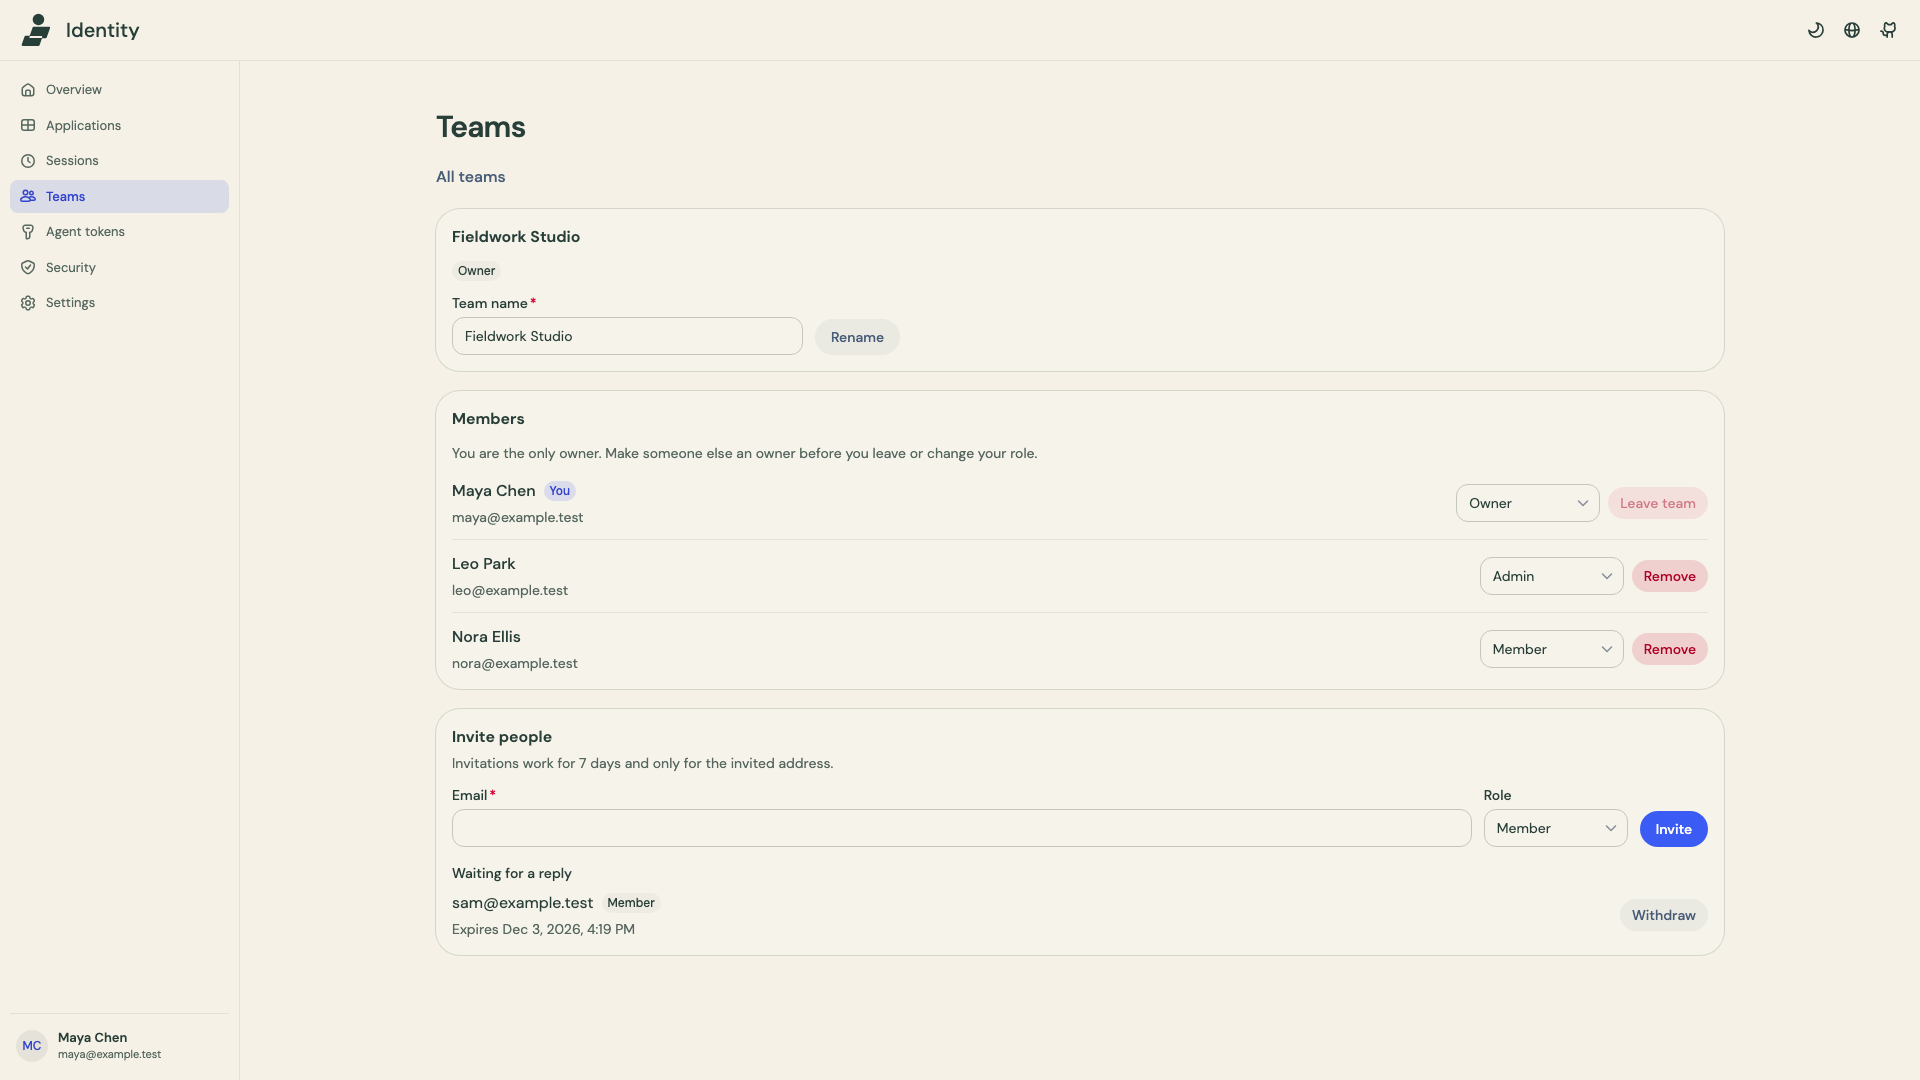 Identity
Overview
Applications
Sessions
Teams
Agent tokens
Security
Settings
Teams
All teams
Fieldwork Studio
Owner
Team name*
Fieldwork Studio
Rename
Members
You are the only owner. Make someone else an owner before you leave or change your role.
Maya Chen You
maya@example.test
Owner
Leave team
Leo Park
leo@example.test
Admin
Remove
Nora Ellis
nora@example.test
Member
Remove
Invite people
Invitations work for 7 days and only for the invited address.
Email*
Role
Member
Invite
Waiting for a reply
sam@example.test Member
Expires Dec 3, 2026, 4:19 PM
Withdraw
MC
Maya Chen
maya@example.test